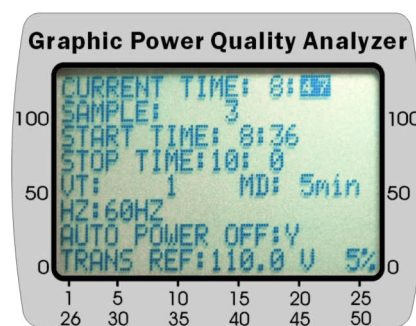 Graphic Power Quality Analyzer
CURRENT TIME: 8:
SAMPLE: 3
START TIME: 8:36
STOP TIME:10: 0
VT: 1 MD: 5min
HZ:60HZ
AUTO POWER OFF:Y
TRANS REF:110.0 V 5%
100 100
50 50
0 0
1 5 10 15 20 25
26 30 35 40 45 50